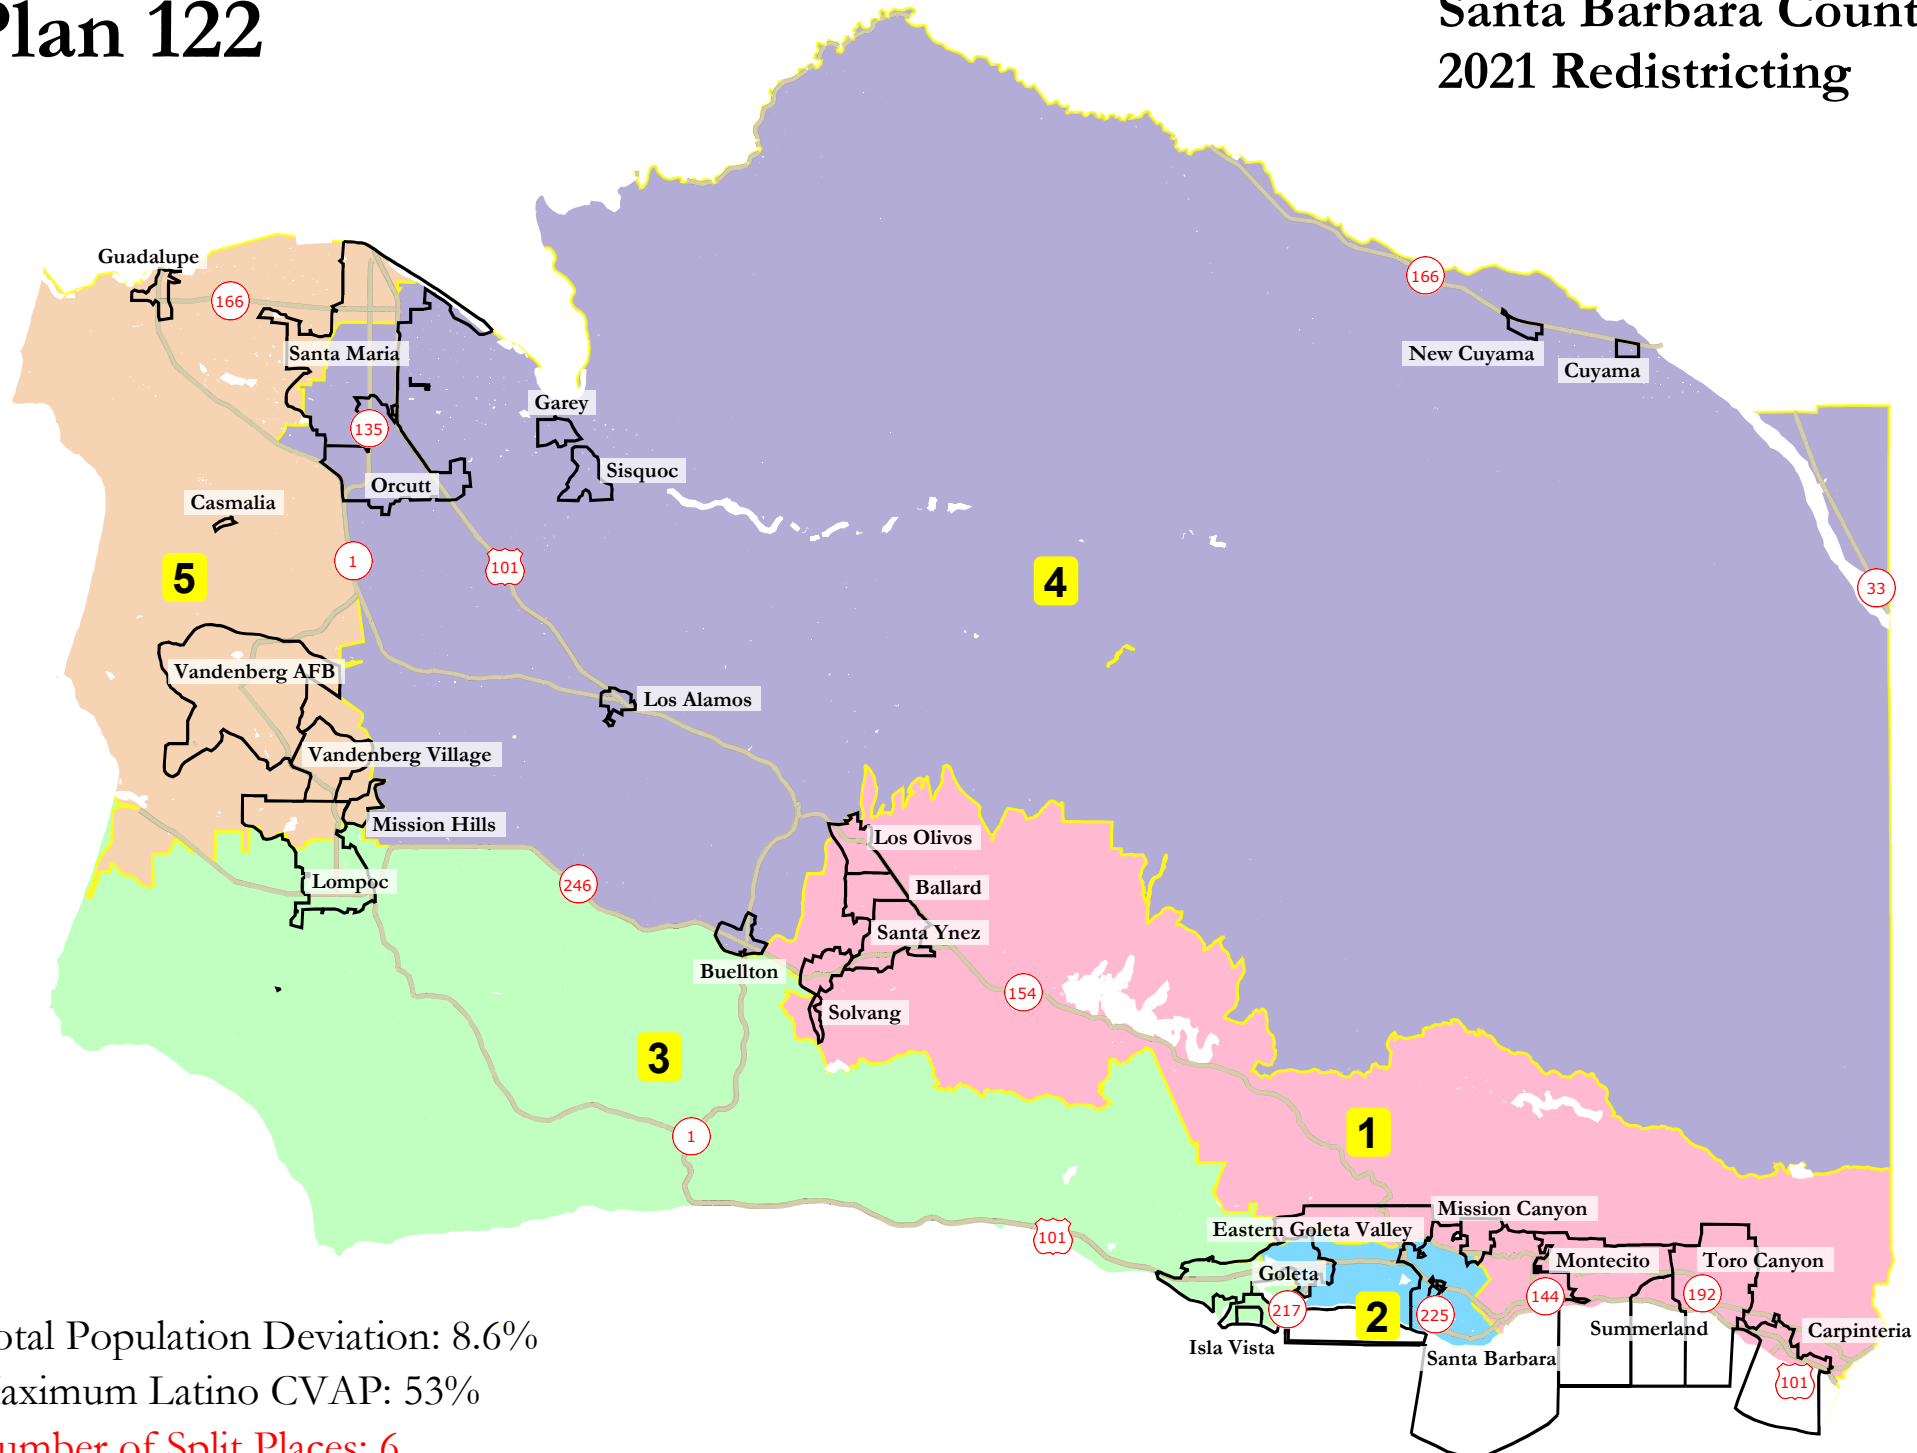 Plan 122
Santa Barbara Count
2021 Redistricting
Guadalupe
166
166
Santa Maria
New Cuyama
Cuyama
Garey
135
Sisquoc
Orcutt
Casmalia
1
101
5
4
33
Vandenberg AFB
Los Alamos
Vandenberg Village
Mission Hills
Los Olivos
Lompoc
246
Ballard
Santa Ynez
Buellton
154
Solvang
3
1
1
Mission Canyon
Eastern Goleta Valley
101
Montecito
Toro Canyon
Goleta
217
2
225
144
192
Summerland
Carpinteria
Isla Vista
Santa Barbara
101
otal Population Deviation: 8.6%
aximum Latino CVAP: 53%
umber of Split Places: 6